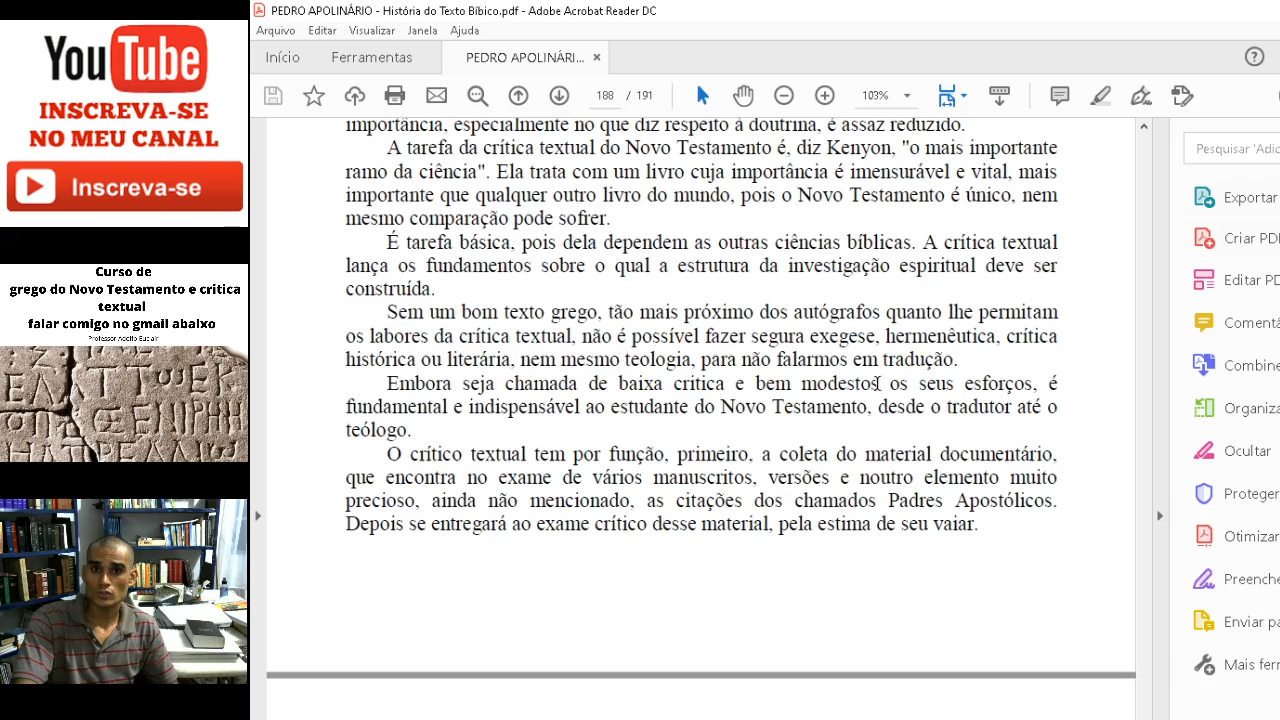 YouTube
INSCREVA-SE
NO MEU CANAL
Inscreva-se
Curso de
grego do Novo Testamento e critica
textual
falar comigo no gmail abaixo
Professor Adolfo Euclair
PEDRO APOLINÁRIO - História do Texto Bíbico.pdf - Adobe Acrobat Reader DC
Arquivo Editar Visualizar Janela Ajuda
Início Ferramentas PEDRO APOLINÁRI... ×
188 / 191 103%
importância, especialmente no que diz respeito à doutrina, é assaz reduzido.
A tarefa da crítica textual do Novo Testamento é, diz Kenyon, "o mais importante
ramo da ciência". Ela trata com um livro cuja importância é imensurável e vital, mais
importante que qualquer outro livro do mundo, pois o Novo Testamento é único, nem
mesmo comparação pode sofrer.
É tarefa básica, pois dela dependem as outras ciências bíblicas. A crítica textual
lança os fundamentos sobre o qual a estrutura da investigação espiritual deve ser
construída.
Sem um bom texto grego, tão mais próximo dos autógrafos quanto lhe permitam
os labores da crítica textual, não é possível fazer segura exegese, hermenêutica, crítica
histórica ou literária, nem mesmo teologia, para não falarmos em tradução.
Embora seja chamada de baixa critica e bem modestos os seus esforços, é
fundamental e indispensável ao estudante do Novo Testamento, desde o tradutor até o
teólogo.
O crítico textual tem por função, primeiro, a coleta do material documentário,
que encontra no exame de vários manuscritos, versões e noutro elemento muito
precioso, ainda não mencionado, as citações dos chamados Padres Apostólicos.
Depois se entregará ao exame crítico desse material, pela estima de seu vaiar.
Pesquisar 'Adic
Exportar
Criar PDF
Editar PD
Comentá
Combine
Organiza
Ocultar
Proteger
Otimizar
Preenche
Enviar pa
Mais ferr